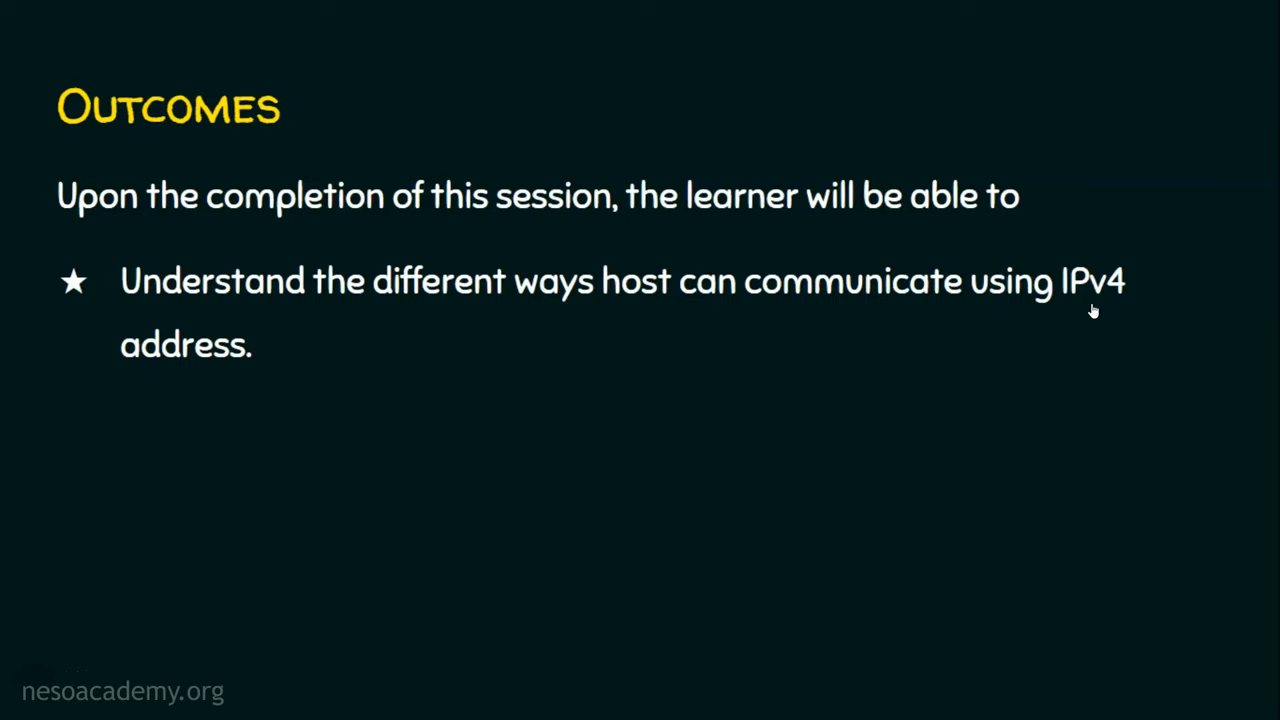 Outcomes
Upon the completion of this session, the learner will be able to
★ Understand the different ways host can communicate using IPv4
address.
nesoacademy.org